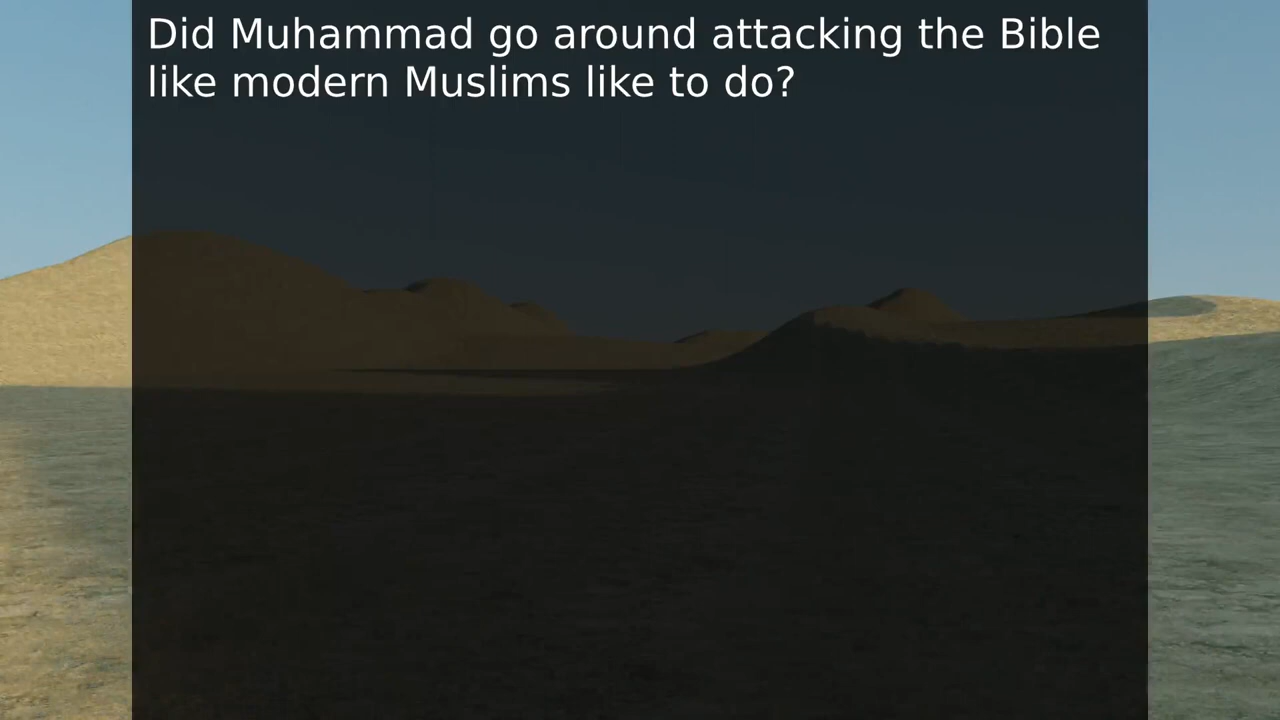 Did Muhammad go around attacking the Bible
like modern Muslims like to do?